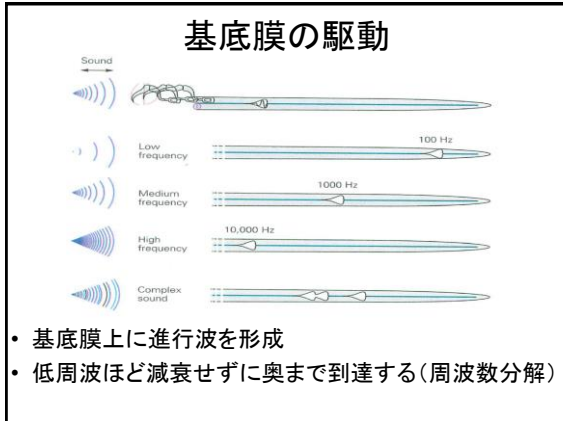 基底膜の駆動
Sound
Low
frequency
100 Hz
Medium
frequency
1000 Hz
High
frequency
10,000 Hz
Complex
sound
• 基底膜上に進行波を形成
• 低周波ほど減衰せずに奥まで到達する(周波数分解)